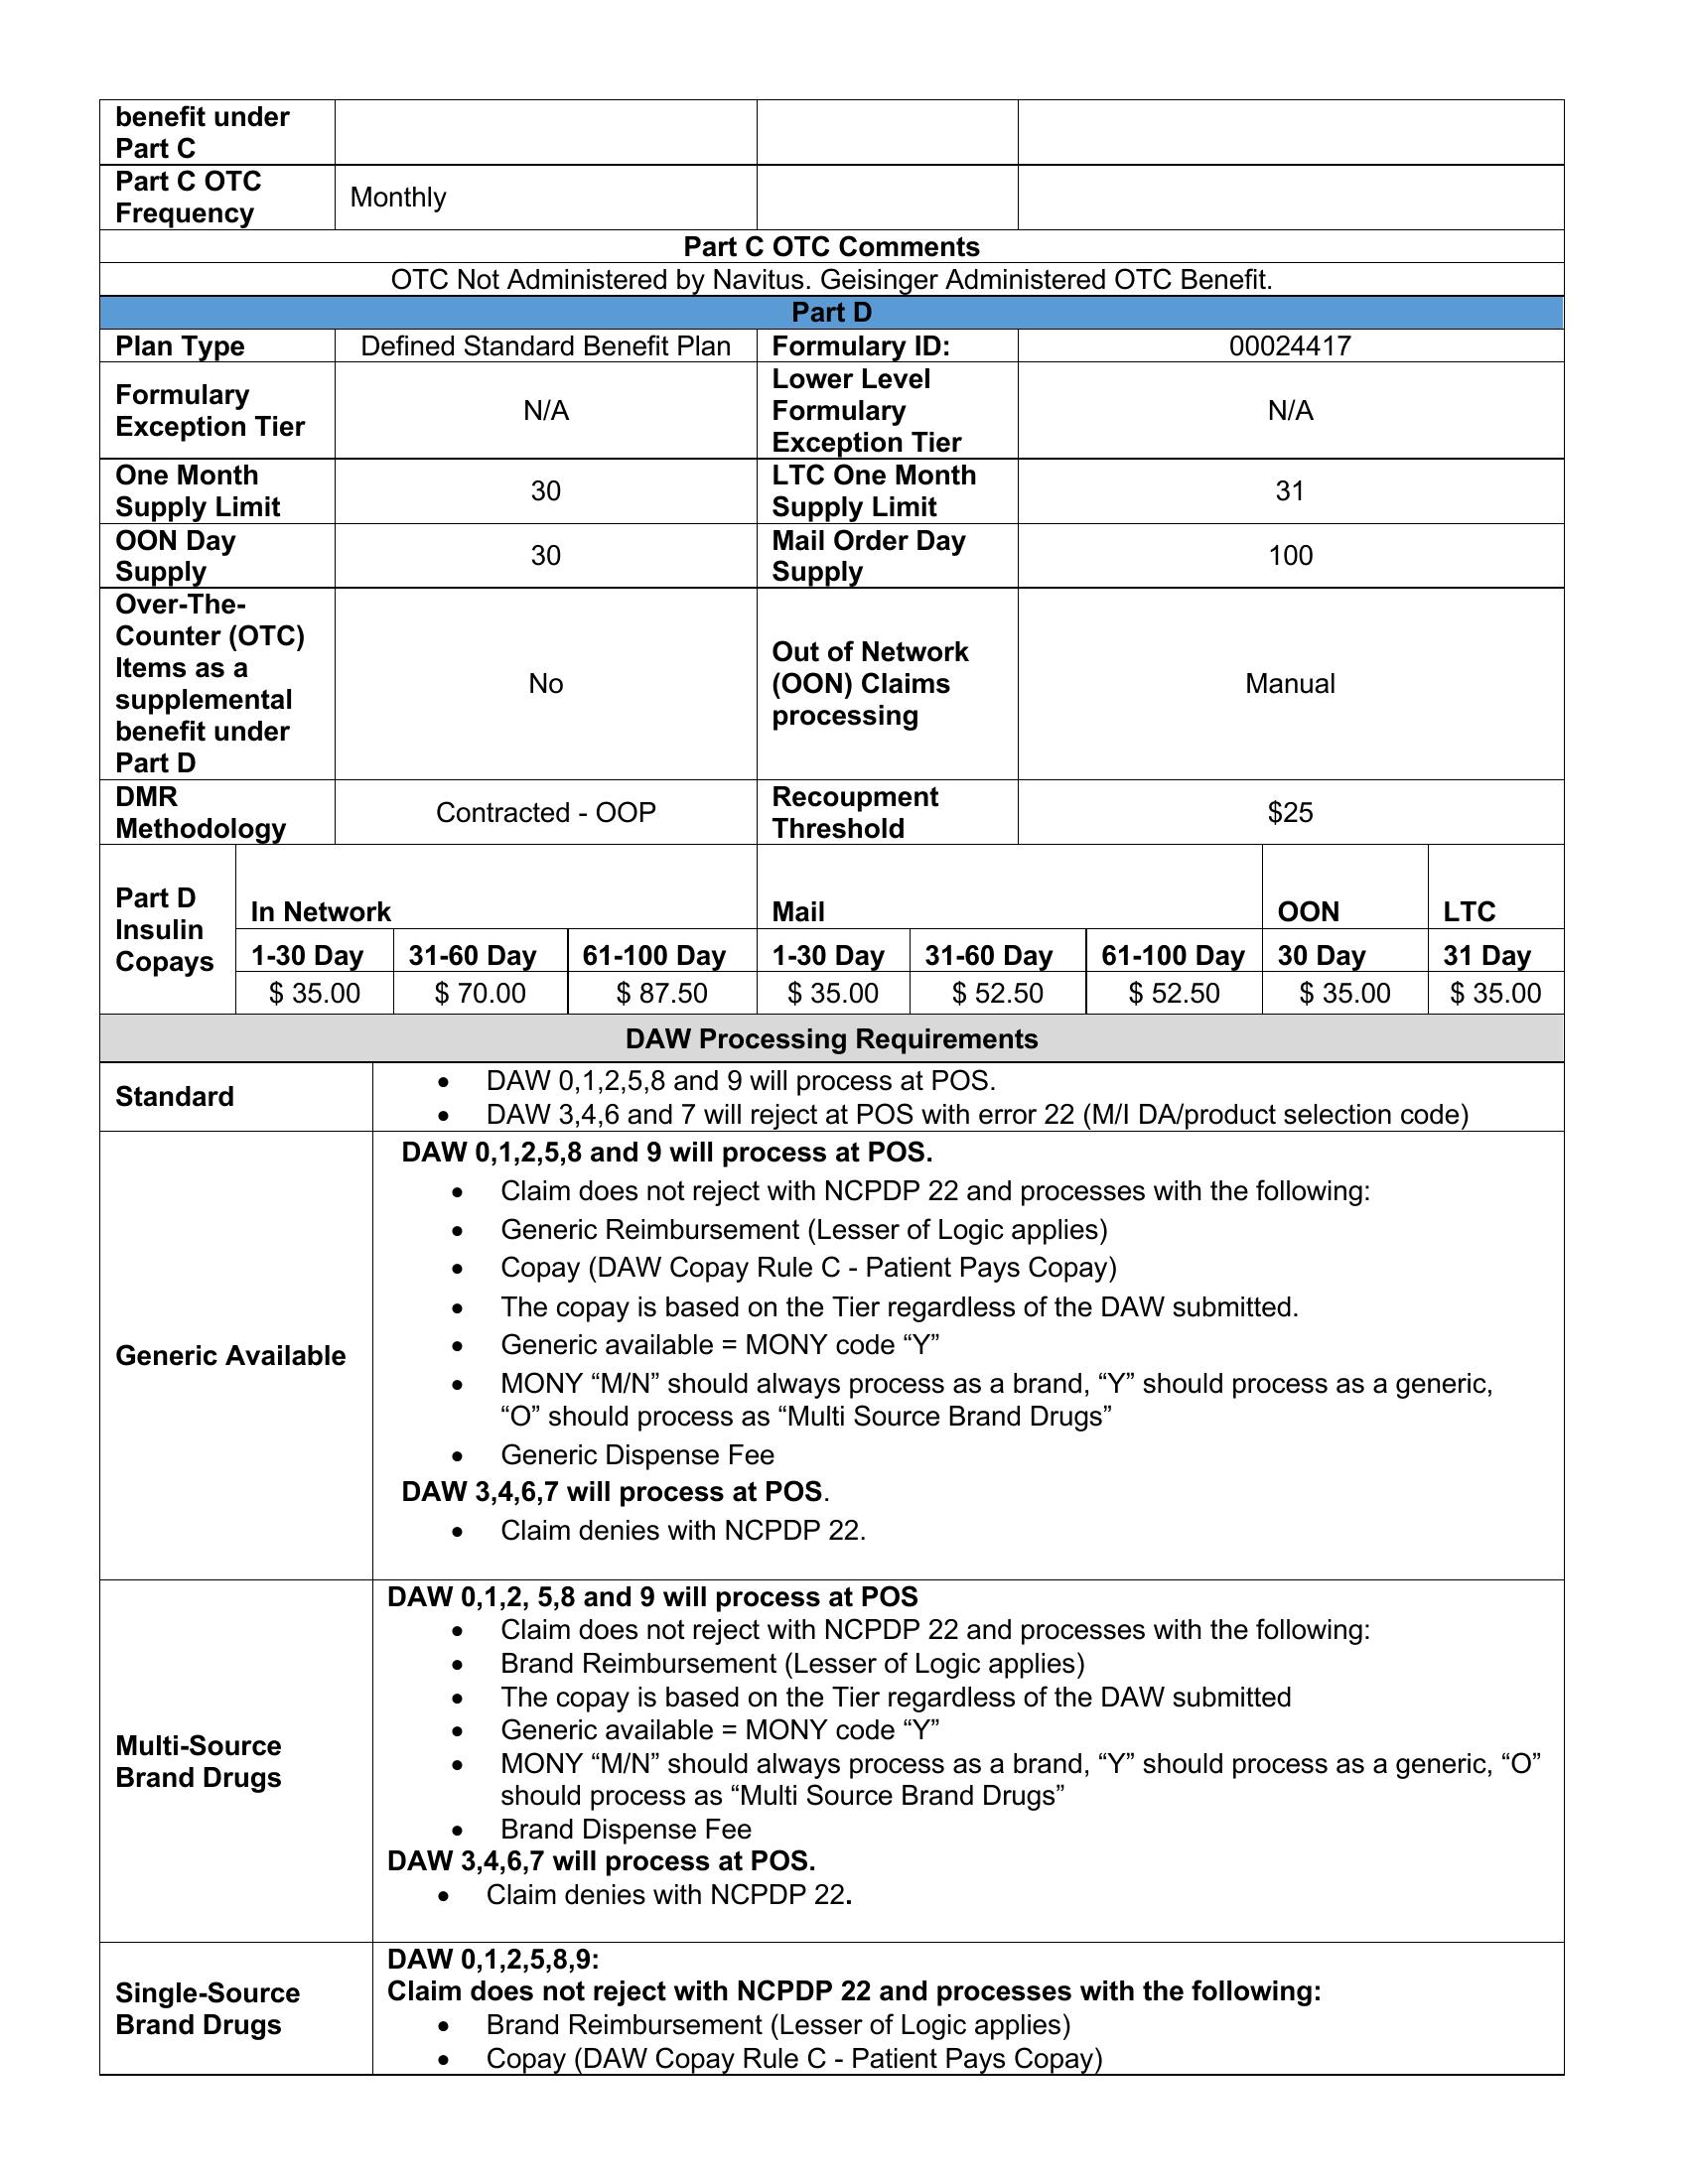 benefit under
Part C
Part C OTC
Frequency
Monthly
Part C OTC Comments
OTC Not Administered by Navitus. Geisinger Administered OTC Benefit.
Part D
Plan Type
Defined Standard Benefit Plan
Formulary ID:
00024417
Formulary
Exception Tier
N/A
Lower Level
Formulary
Exception Tier
N/A
One Month
Supply Limit
30
LTC One Month
Supply Limit
31
OON Day
Supply
30
Mail Order Day
Supply
100
Over-The-
Counter (OTC)
Items as a
supplemental
benefit under
Part D
No
Out of Network
(OON) Claims
processing
Manual
DMR
Methodology
Contracted - OOP
Recoupment
Threshold
$25
Part D
Insulin
Copays
In Network
Mail
OON
LTC
1-30 Day
31-60 Day
61-100 Day
1-30 Day
31-60 Day
61-100 Day
30 Day
31 Day
$ 35.00
$ 70.00
$ 87.50
$ 35.00
$ 52.50
$ 52.50
$ 35.00
$ 35.00
DAW Processing Requirements
Standard
• DAW 0,1,2,5,8 and 9 will process at POS.
• DAW 3,4,6 and 7 will reject at POS with error 22 (M/I DA/product selection code)
Generic Available
DAW 0,1,2,5,8 and 9 will process at POS.
• Claim does not reject with NCPDP 22 and processes with the following:
• Generic Reimbursement (Lesser of Logic applies)
• Copay (DAW Copay Rule C - Patient Pays Copay)
• The copay is based on the Tier regardless of the DAW submitted.
• Generic available = MONY code “Y”
• MONY “M/N” should always process as a brand, “Y” should process as a generic,
“O” should process as “Multi Source Brand Drugs”
• Generic Dispense Fee
DAW 3,4,6,7 will process at POS.
• Claim denies with NCPDP 22.
Multi-Source
Brand Drugs
DAW 0,1,2, 5,8 and 9 will process at POS
• Claim does not reject with NCPDP 22 and processes with the following:
• Brand Reimbursement (Lesser of Logic applies)
• The copay is based on the Tier regardless of the DAW submitted
• Generic available = MONY code “Y”
• MONY “M/N” should always process as a brand, “Y” should process as a generic, “O”
should process as “Multi Source Brand Drugs”
• Brand Dispense Fee
DAW 3,4,6,7 will process at POS.
• Claim denies with NCPDP 22.
Single-Source
Brand Drugs
DAW 0,1,2,5,8,9:
Claim does not reject with NCPDP 22 and processes with the following:
• Brand Reimbursement (Lesser of Logic applies)
• Copay (DAW Copay Rule C - Patient Pays Copay)